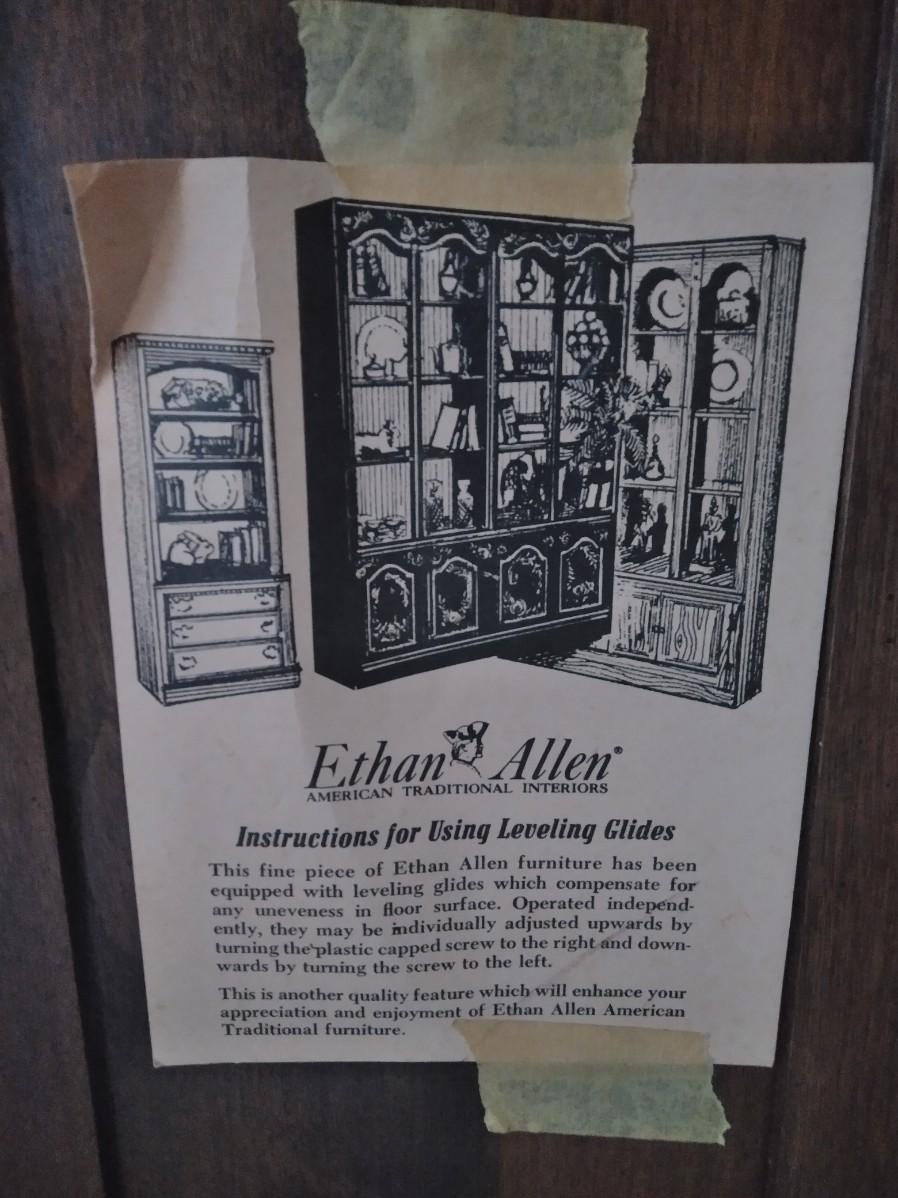 Ethan Allen®
AMERICAN TRADITIONAL INTERIORS
Instructions for Using Leveling Glides
This fine piece of Ethan Allen furniture has been
equipped with leveling glides which compensate for
any uneveness in floor surface. Operated independ-
ently, they may be individually adjusted upwards by
turning the plastic capped screw to the right and down-
wards by turning the screw to the left.
This is another quality feature which will enhance your
appreciation and enjoyment of Ethan Allen American
Traditional furniture.